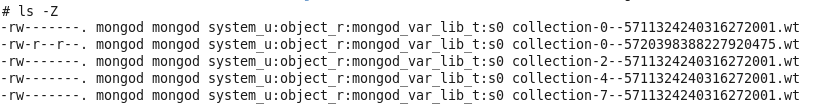 # ls -Z
-rw-------. mongod mongod system_u:object_r:mongod_var_lib_t:s0 collection-0--5711324240316272001.wt
-rw-r--r--. mongod mongod system_u:object_r:mongod_var_lib_t:s0 collection-0--5720398388227920475.wt
-rw-------. mongod mongod system_u:object_r:mongod_var_lib_t:s0 collection-2--5711324240316272001.wt
-rw-------. mongod mongod system_u:object_r:mongod_var_lib_t:s0 collection-4--5711324240316272001.wt
-rw-------. mongod mongod system_u:object_r:mongod_var_lib_t:s0 collection-7--5711324240316272001.wt